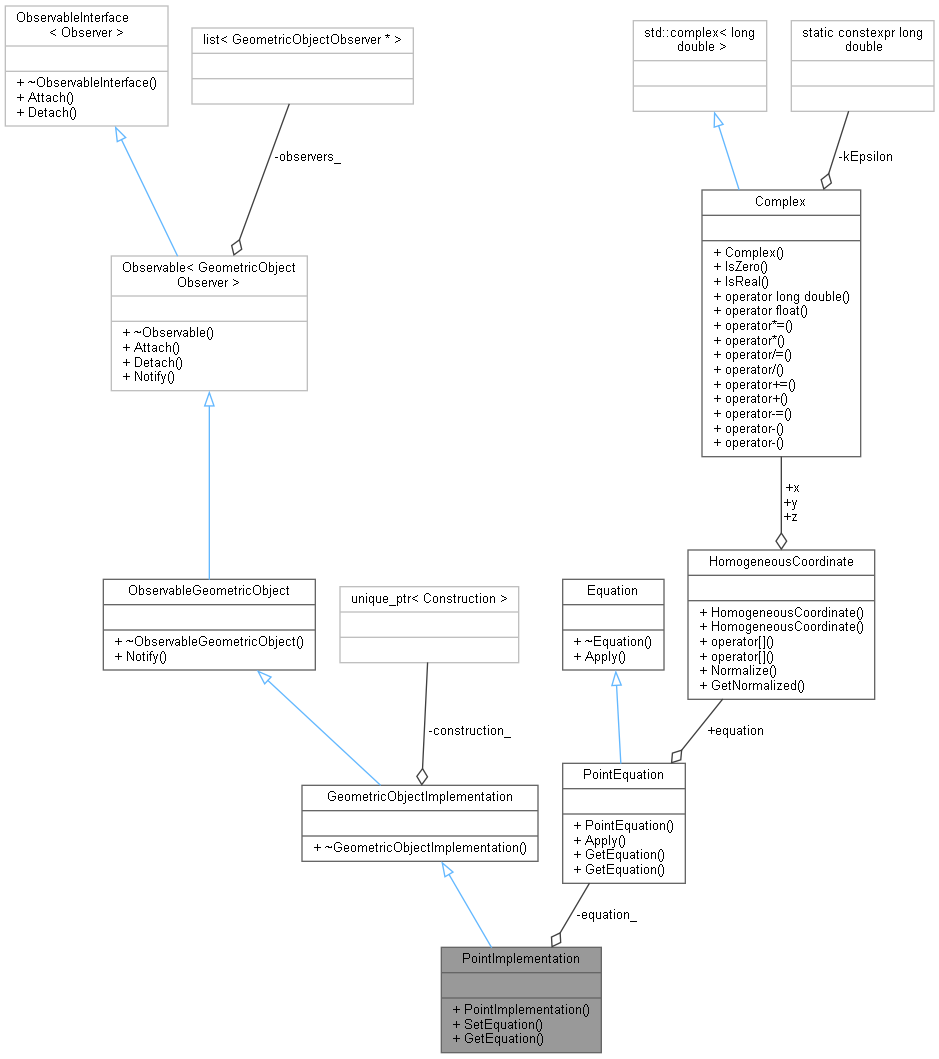 ObservableInterface
< Observer >
+ ~ObservableInterface()
+ Attach()
+ Detach()
list< GeometricObjectObserver * >
std::complex< long
double >
static constexpr long
double
-observers_
-kEpsilon
Complex
+ Complex()
+ IsZero()
+ IsReal()
+ operator long double()
+ operator float()
+ operator*=()
+ operator*()
+ operator/=()
+ operator/()
+ operator+=()
+ operator+()
+ operator-=()
+ operator-()
+ operator-()
Observable< GeometricObject
Observer >
+ ~Observable()
+ Attach()
+ Detach()
+ Notify()
+x
+y
+z
ObservableGeometricObject
+ ~ObservableGeometricObject()
+ Notify()
unique_ptr< Construction >
Equation
+ ~Equation()
+ Apply()
HomogeneousCoordinate
+ HomogeneousCoordinate()
+ HomogeneousCoordinate()
+ operator[]()
+ operator[]()
+ Normalize()
+ GetNormalized()
-construction_
+equation
GeometricObjectImplementation
+ ~GeometricObjectImplementation()
PointEquation
+ PointEquation()
+ Apply()
+ GetEquation()
+ GetEquation()
-equation_
PointImplementation
+ PointImplementation()
+ SetEquation()
+ GetEquation()